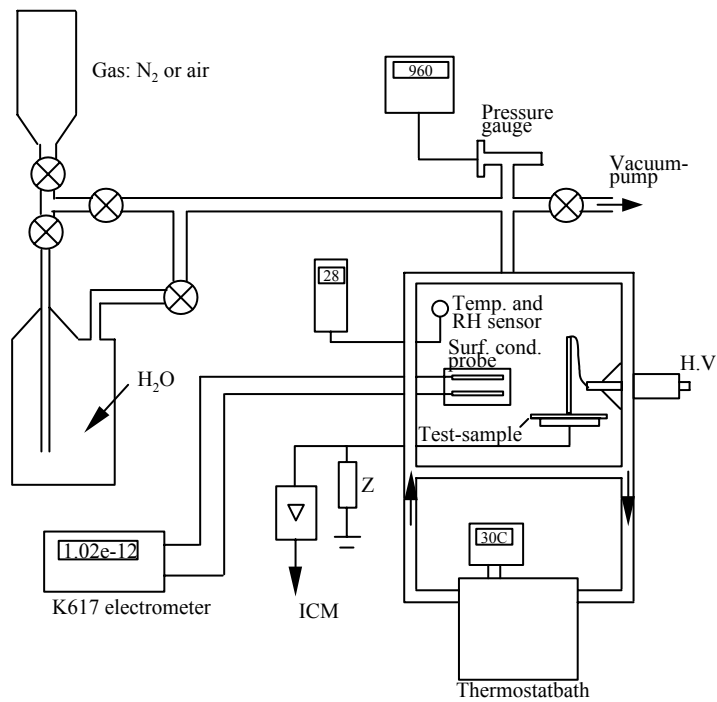 Gas: N₂ or air
960
Pressure
gauge
Vacuum-
pump
28
Temp. and
RH sensor
Surf. cond.
probe
H.V
H₂O
Test-sample
Z
1.02e-12
30C
K617 electrometer
ICM
Thermostatbath